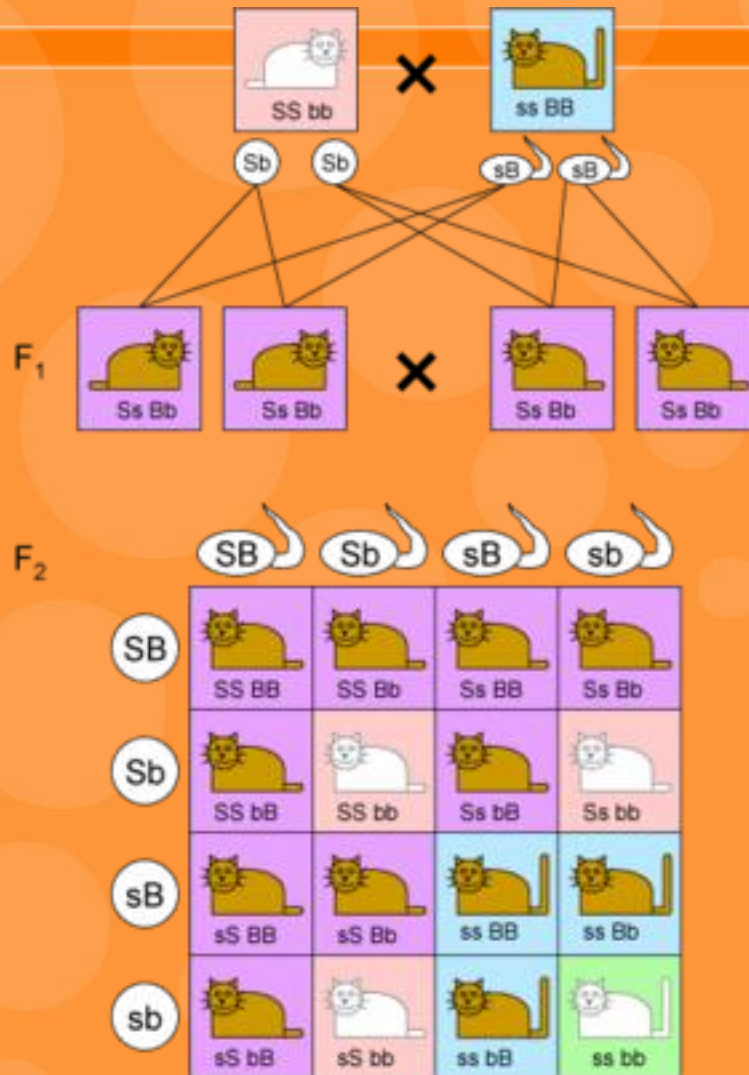 SS bb
ss BB
Sb Sb sB sB
F₁
Ss Bb Ss Bb Ss Bb Ss Bb
F₂
SB Sb sB sb
SB
SS BB SS Bb Ss BB Ss Bb
Sb
SS bB SS bb Ss bB Ss bb
sB
sS BB sS Bb ss BB ss Bb
sb
sS bB sS bb ss bB ss bb